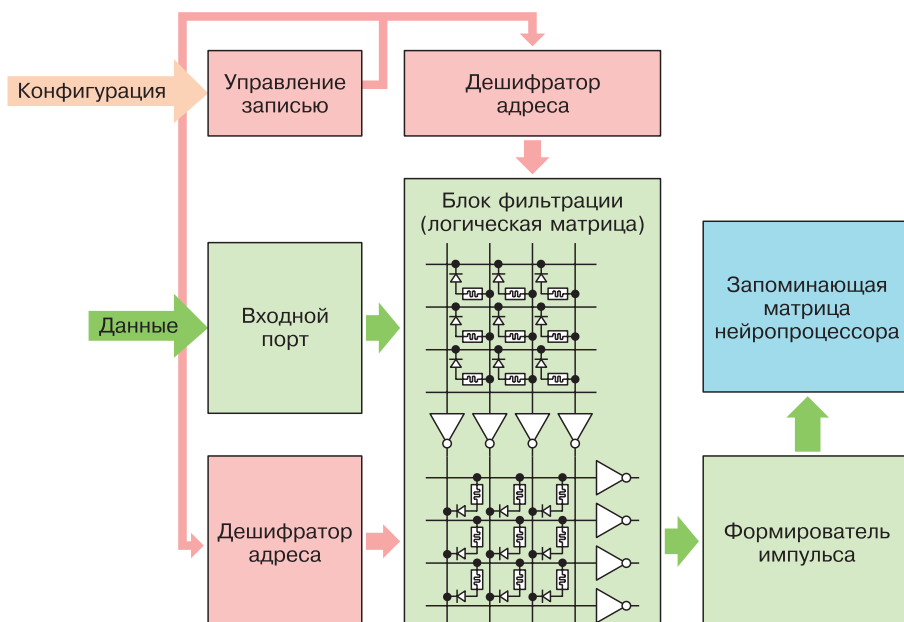 Конфигурация
Управление
записью
Дешифратор
адреса
Блок фильтрации
(логическая матрица)
Данные
Входной
порт
Запоминающая
матрица
нейропроцессора
Дешифратор
адреса
Формирователь
импульса